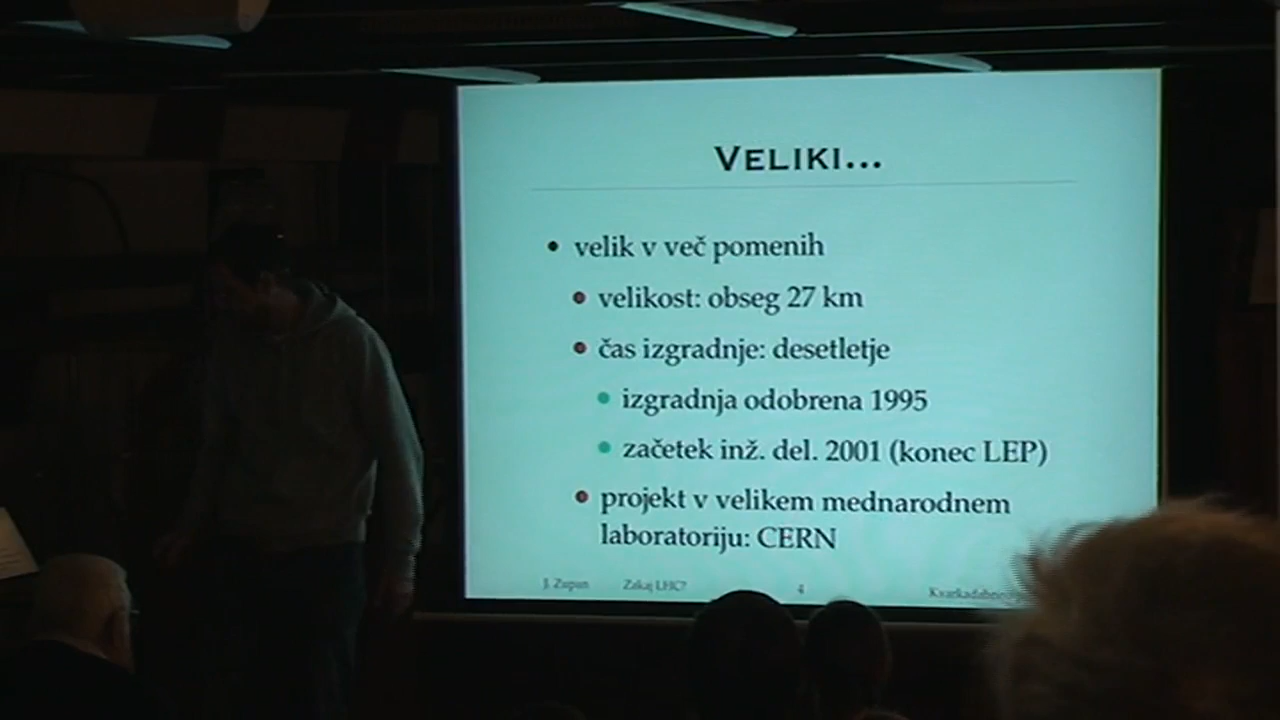 VELIKI...
• velik v več pomenih
• velikost: obseg 27 km
• čas izgradnje: desetletje
• izgradnja odobrena 1995
• začetek inž. del. 2001 (konec LEP)
• projekt v velikem mednarodnem
laboratoriju: CERN
J. Zupan Zakaj LHC? 4